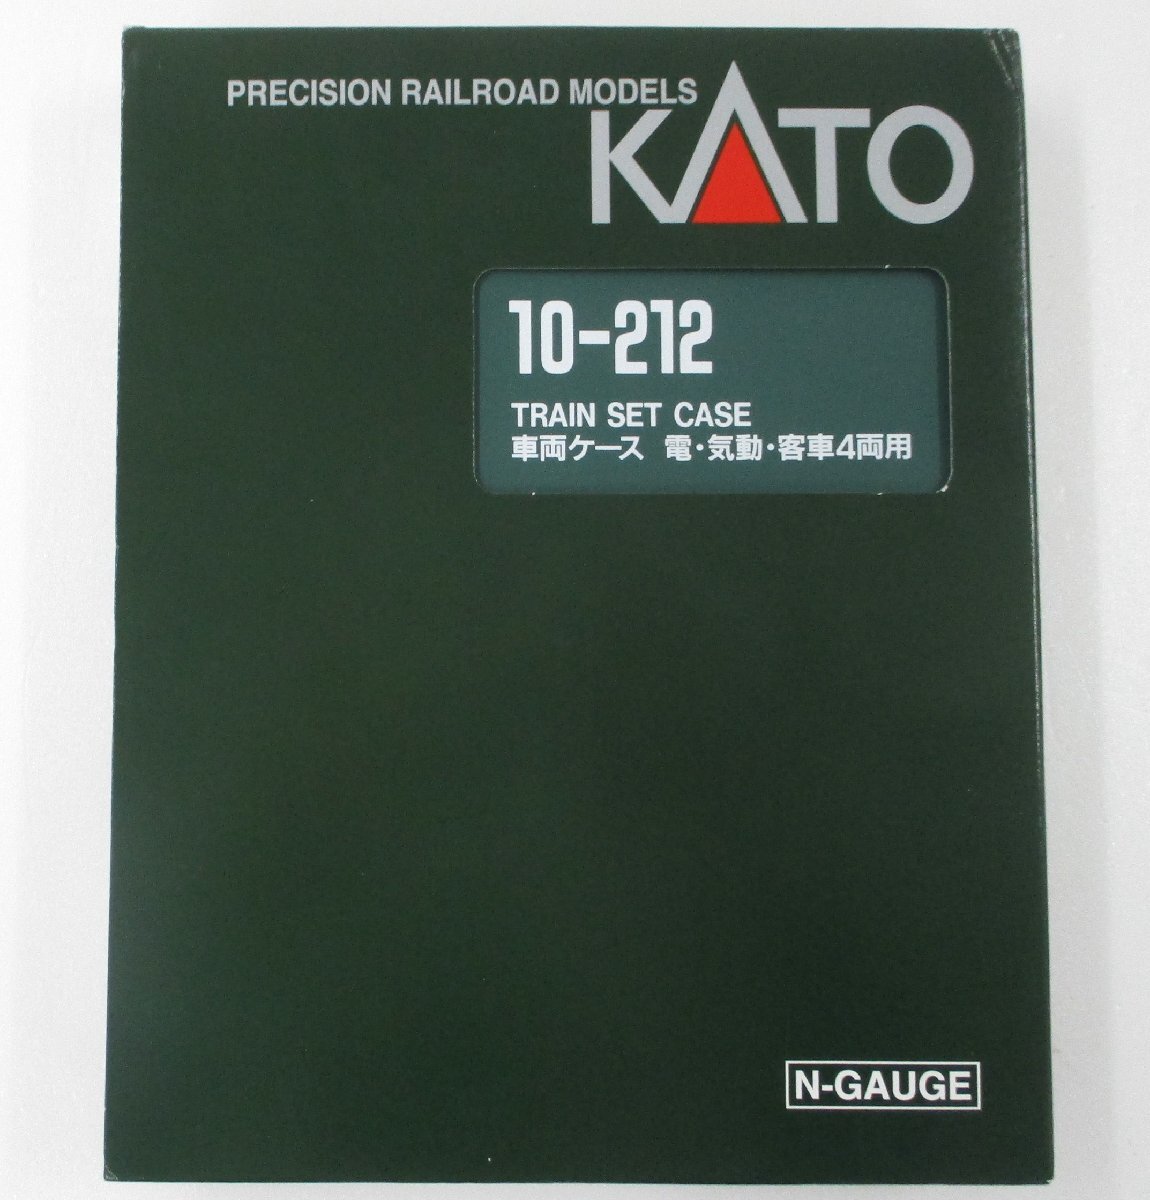 PRECISION RAILROAD MODELS
KATO
10-212
TRAIN SET CASE
車両ケース 電・気動・客車4両用
N-GAUGE